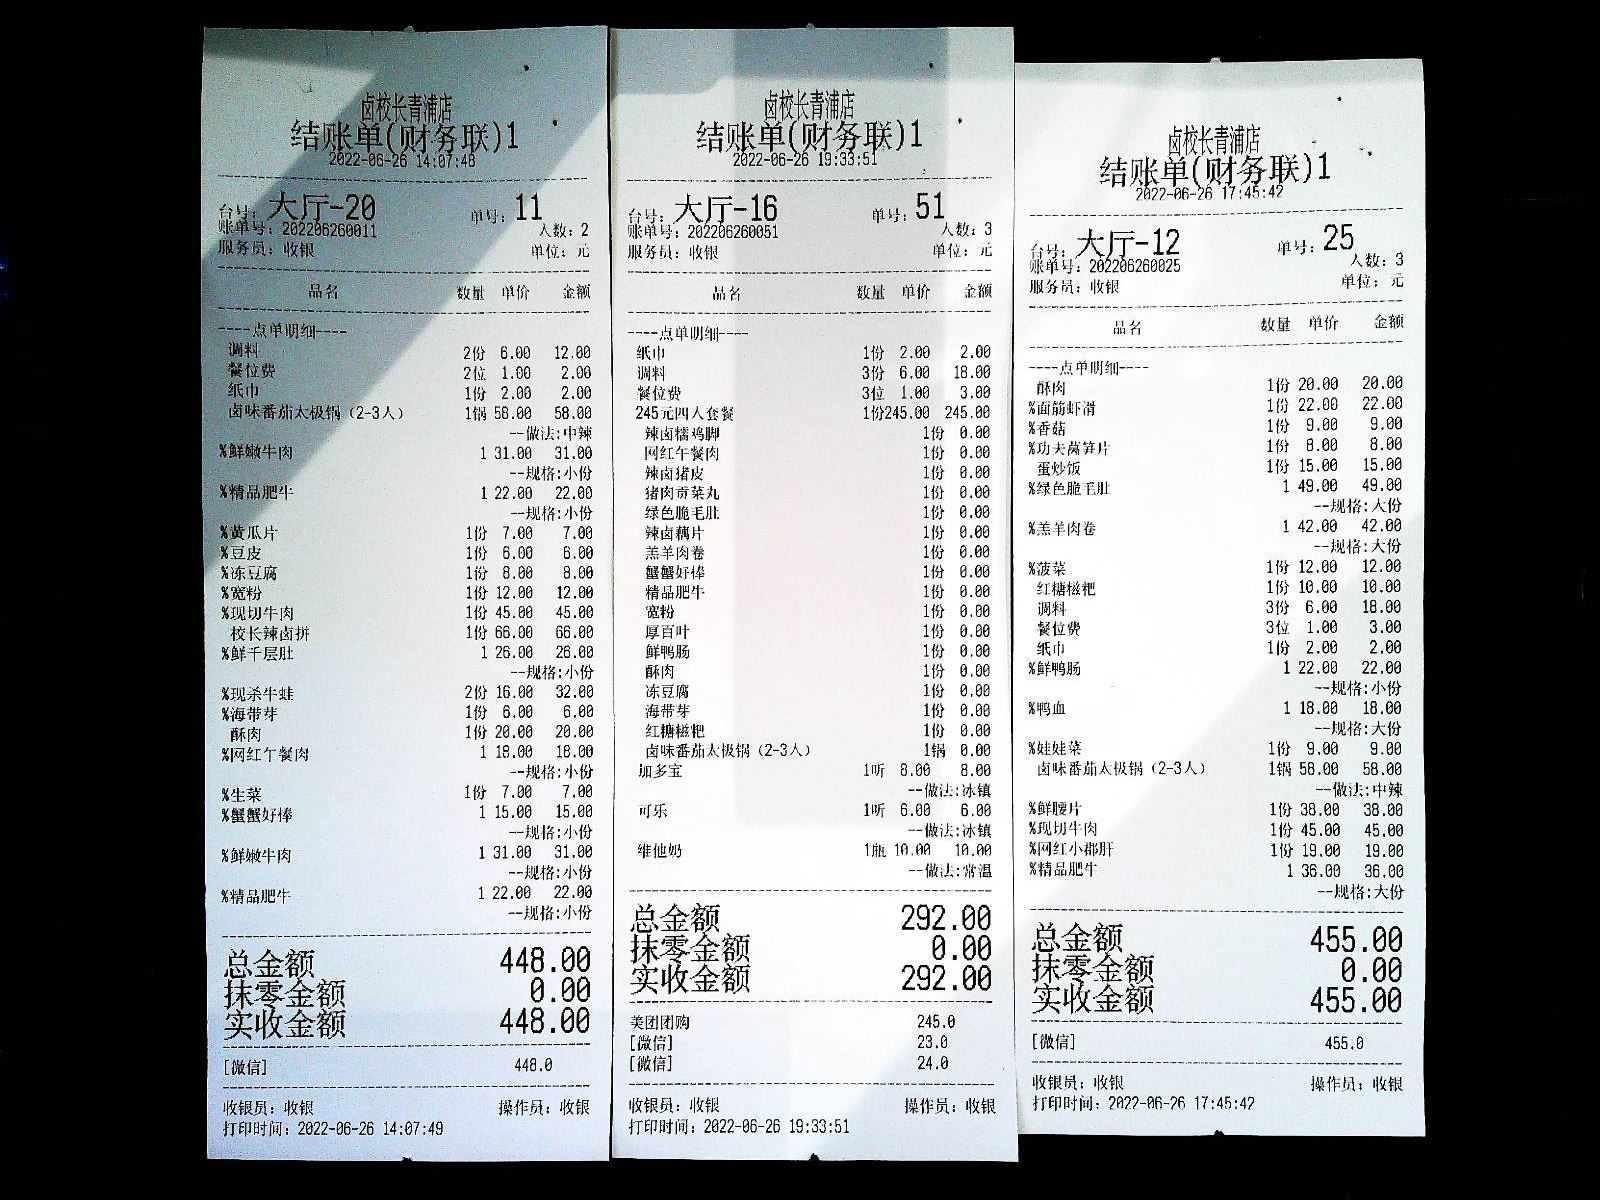 卤校长青浦店
结账单(财务联)1
2022-06-26 14:07:48
台号: 大厅-20 单号: 11
账单号: 202206260011 人数: 2
服务员: 收银 单位: 元
品名 数量 单价 金额
----点单明细----
调料 2份 6.00 12.00
餐位费 2位 1.00 2.00
纸巾 1份 2.00 2.00
卤味番茄太极锅(2-3人) 1锅 58.00 58.00
--做法:中辣
%鲜嫩牛肉 1 31.00 31.00
--规格:小份
%精品肥牛 1 22.00 22.00
--规格:小份
%黄瓜片 1份 7.00 7.00
%豆皮 1份 6.00 6.00
%冻豆腐 1份 8.00 8.00
%宽粉 1份 12.00 12.00
%现切牛肉 1份 45.00 45.00
校长辣卤拼 1份 66.00 66.00
%鲜千层肚 1 26.00 26.00
--规格:小份
%现杀牛蛙 2份 16.00 32.00
%海带芽 1份 6.00 6.00
酥肉 1份 20.00 20.00
%网红午餐肉 1 18.00 18.00
--规格:小份
%生菜 1份 7.00 7.00
%蟹蟹好棒 1 15.00 15.00
--规格:小份
%鲜嫩牛肉 1 31.00 31.00
--规格:小份
%精品肥牛 1 22.00 22.00
--规格:小份
总金额 448.00
抹零金额 0.00
实收金额 448.00
[微信] 448.0
收银员: 收银 操作员: 收银
打印时间: 2022-06-26 14:07:49
卤校长青浦店
结账单(财务联)1
2022-06-26 19:33:51
台号: 大厅-16 单号: 51
账单号: 202206260051 人数: 3
服务员: 收银 单位: 元
品名 数量 单价 金额
----点单明细----
纸巾 1份 2.00 2.00
调料 3份 6.00 18.00
餐位费 3位 1.00 3.00
245元四人套餐 1份245.00 245.00
辣卤糯鸡脚 1份 0.00
网红午餐肉 1份 0.00
辣卤猪皮 1份 0.00
猪肉贡菜丸 1份 0.00
绿色脆毛肚 1份 0.00
辣卤藕片 1份 0.00
羔羊肉卷 1份 0.00
蟹蟹好棒 1份 0.00
精品肥牛 1份 0.00
宽粉 1份 0.00
厚百叶 1份 0.00
鲜鸭肠 1份 0.00
酥肉 1份 0.00
冻豆腐 1份 0.00
海带芽 1份 0.00
红糖糍粑 1份 0.00
卤味番茄太极锅(2-3人) 1锅 0.00
加多宝 1听 8.00 8.00
--做法:冰镇
可乐 1听 6.00 6.00
--做法:冰镇
维他奶 1瓶 10.00 10.00
--做法:常温
总金额 292.00
抹零金额 0.00
实收金额 292.00
美团团购 245.0
[微信] 23.0
[微信] 24.0
收银员: 收银 操作员: 收银
打印时间: 2022-06-26 19:33:51
卤校长青浦店
结账单(财务联)1
2022-06-26 17:45:42
台号: 大厅-12 单号: 25
账单号: 202206260025 人数: 3
服务员: 收银 单位: 元
品名 数量 单价 金额
----点单明细----
酥肉 1份 20.00 20.00
%面筋虾滑 1份 22.00 22.00
%香菇 1份 9.00 9.00
%功夫莴笋片 1份 8.00 8.00
蛋炒饭 1份 15.00 15.00
%绿色脆毛肚 1 49.00 49.00
--规格:大份
%羔羊肉卷 1 42.00 42.00
--规格:大份
%菠菜 1份 12.00 12.00
红糖糍粑 1份 10.00 10.00
调料 3份 6.00 18.00
餐位费 3位 1.00 3.00
纸巾 1份 2.00 2.00
%鲜鸭肠 1 22.00 22.00
--规格:小份
%鸭血 1 18.00 18.00
--规格:大份
%娃娃菜 1份 9.00 9.00
卤味番茄太极锅(2-3人) 1锅 58.00 58.00
--做法:中辣
%鲜腰片 1份 38.00 38.00
%现切牛肉 1份 45.00 45.00
%网红小郡肝 1份 19.00 19.00
%精品肥牛 1 36.00 36.00
--规格:大份
总金额 455.00
抹零金额 0.00
实收金额 455.00
[微信] 455.0
收银员: 收银 操作员: 收银
打印时间: 2022-06-26 17:45:42